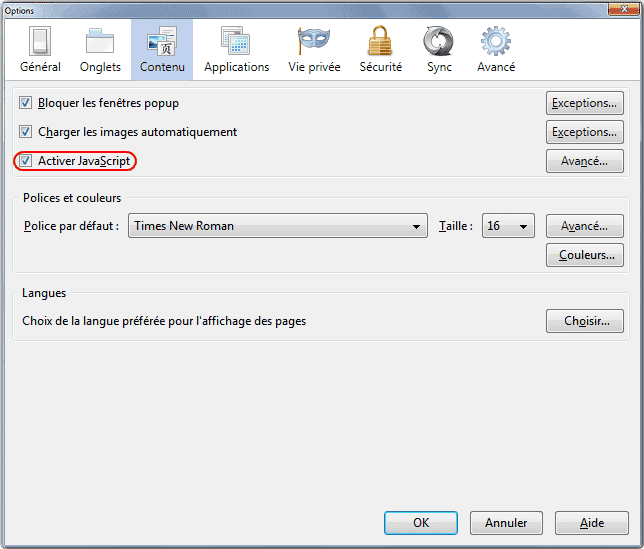 Options
Général Onglets Contenu Applications Vie privée Sécurité Sync Avancé
Bloquer les fenêtres popup Exceptions...
Charger les images automatiquement Exceptions...
Activer JavaScript Avancé...
Polices et couleurs
Police par défaut : Times New Roman Taille : 16 Avancé...
Couleurs...
Langues
Choix de la langue préférée pour l'affichage des pages Choisir...
OK Annuler Aide